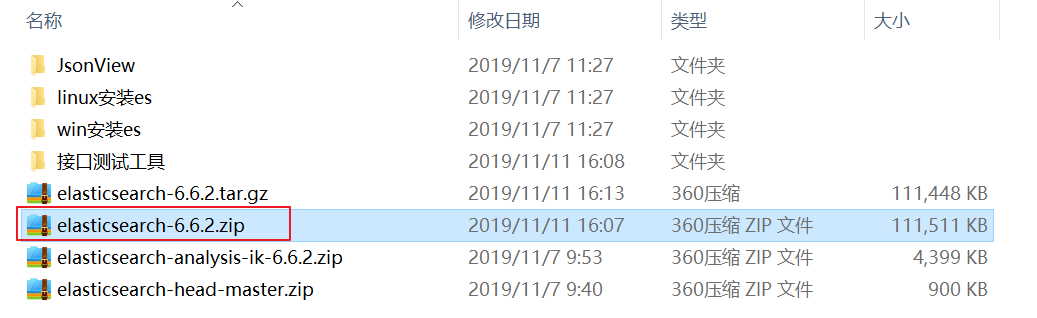 名称 修改日期 类型 大小
JsonView 2019/11/7 11:27 文件夹
linux安装es 2019/11/7 11:27 文件夹
win安装es 2019/11/7 11:27 文件夹
接口测试工具 2019/11/11 16:08 文件夹
elasticsearch-6.6.2.tar.gz 2019/11/11 16:13 360压缩 111,448 KB
elasticsearch-6.6.2.zip 2019/11/11 16:07 360压缩 ZIP 文件 111,511 KB
elasticsearch-analysis-ik-6.6.2.zip 2019/11/7 9:53 360压缩 ZIP 文件 4,399 KB
elasticsearch-head-master.zip 2019/11/7 9:40 360压缩 ZIP 文件 900 KB